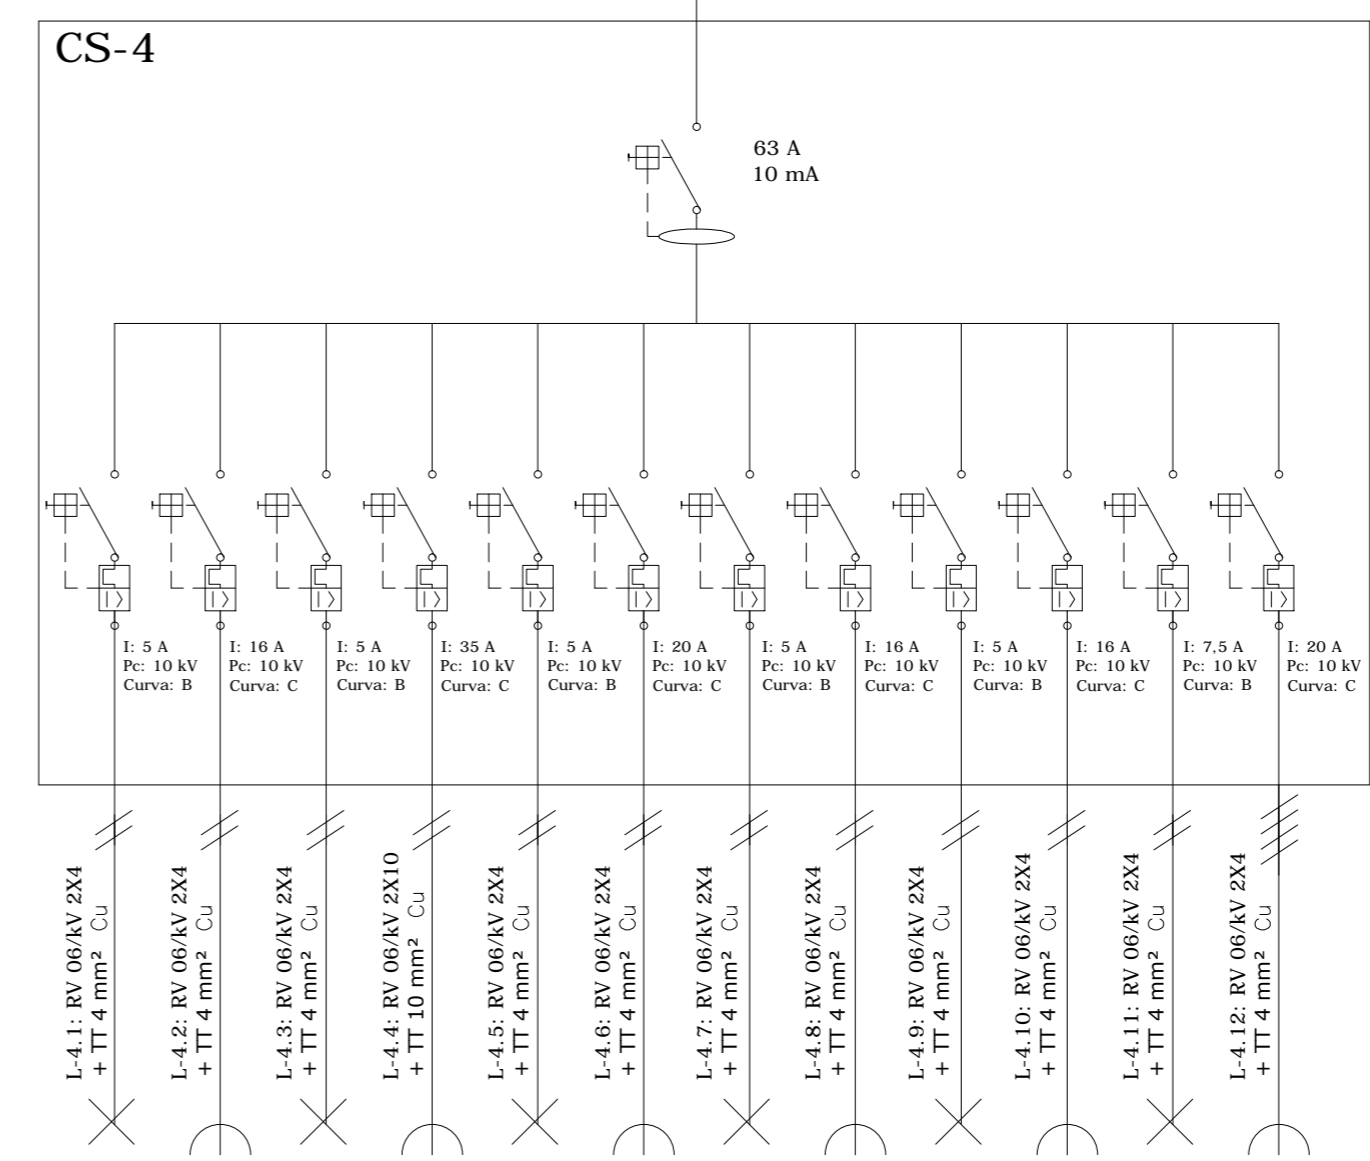 CS-4
63 A
10 mA
I: 5 A
Pc: 10 kV
Curva: B
I: 16 A
Pc: 10 kV
Curva: C
I: 5 A
Pc: 10 kV
Curva: B
I: 35 A
Pc: 10 kV
Curva: C
I: 5 A
Pc: 10 kV
Curva: B
I: 20 A
Pc: 10 kV
Curva: C
I: 5 A
Pc: 10 kV
Curva: B
I: 16 A
Pc: 10 kV
Curva: C
I: 5 A
Pc: 10 kV
Curva: B
I: 16 A
Pc: 10 kV
Curva: C
I: 7,5 A
Pc: 10 kV
Curva: B
I: 20 A
Pc: 10 kV
Curva: C
L-4.1: RV 06/kV 2X4
+ TT 4 mm² Cu
L-4.2: RV 06/kV 2X4
+ TT 4 mm² Cu
L-4.3: RV 06/kV 2X4
+ TT 4 mm² Cu
L-4.4: RV 06/kV 2X10
+ TT 10 mm² Cu
L-4.5: RV 06/kV 2X4
+ TT 4 mm² Cu
L-4.6: RV 06/kV 2X4
+ TT 4 mm² Cu
L-4.7: RV 06/kV 2X4
+ TT 4 mm² Cu
L-4.8: RV 06/kV 2X4
+ TT 4 mm² Cu
L-4.9: RV 06/kV 2X4
+ TT 4 mm² Cu
L-4.10: RV 06/kV 2X4
+ TT 4 mm² Cu
L-4.11: RV 06/kV 2X4
+ TT 4 mm² Cu
L-4.12: RV 06/kV 2X4
+ TT 4 mm² Cu